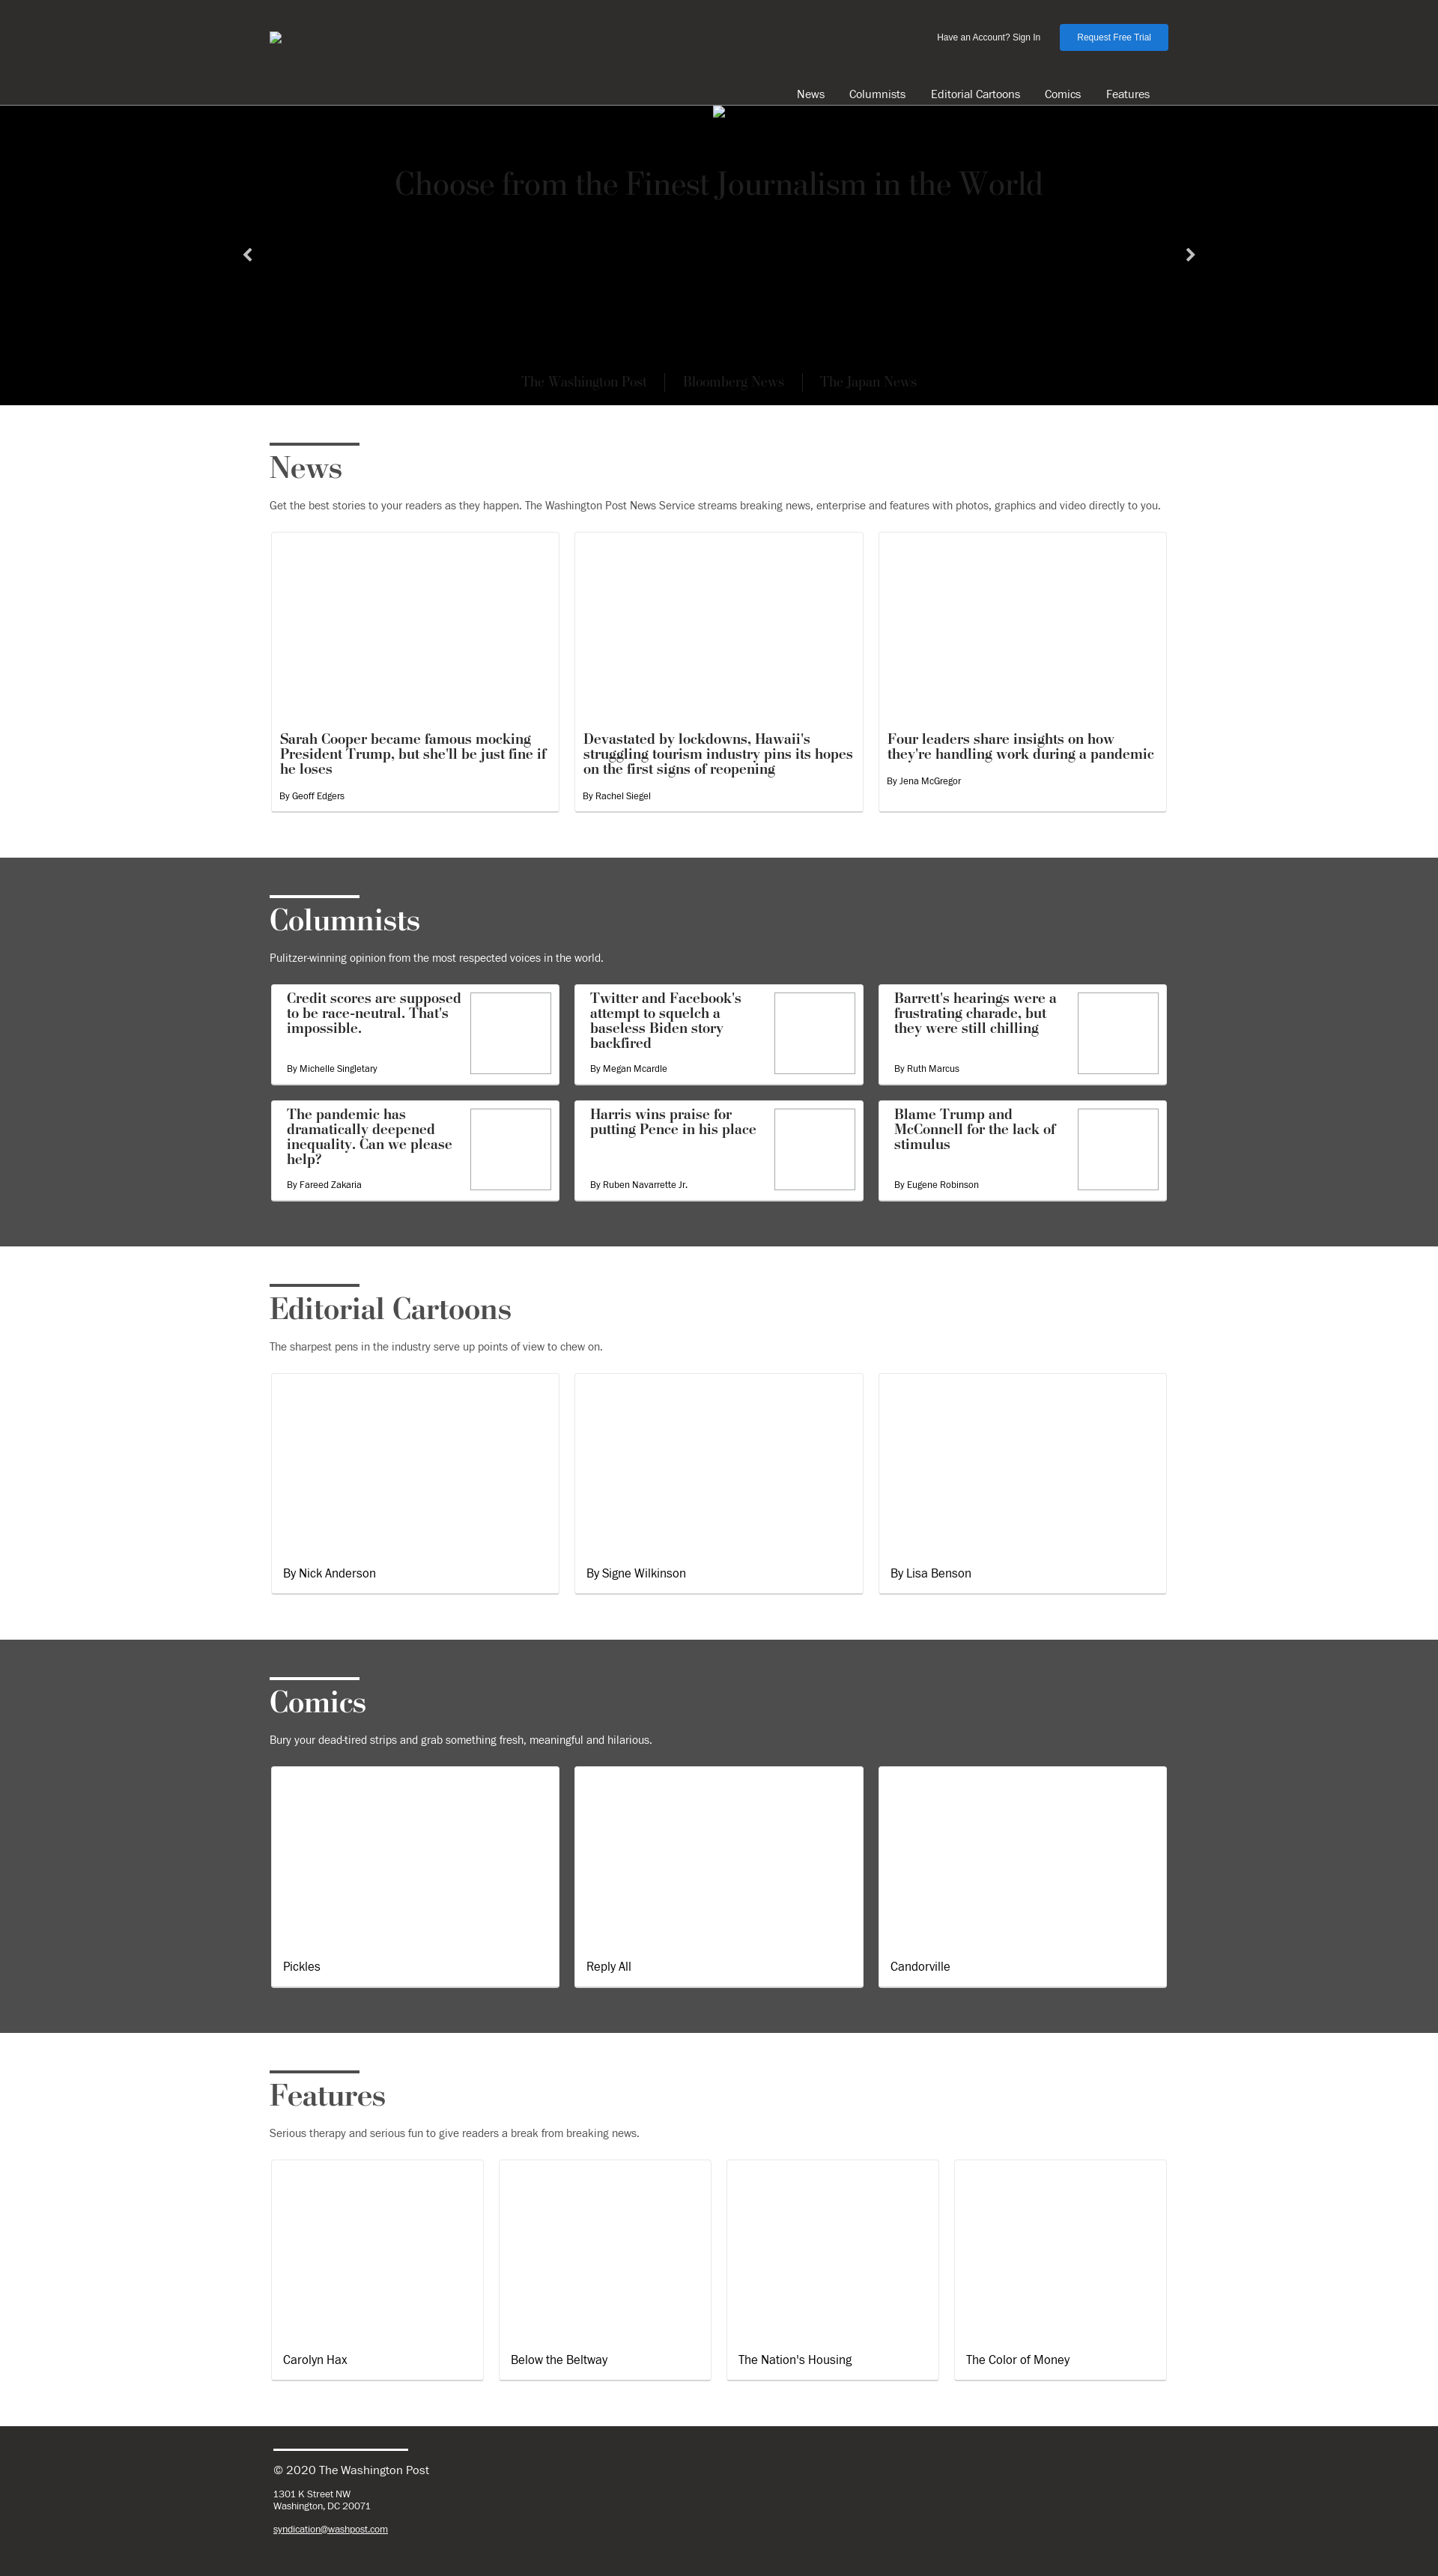 Have an Account? Sign In
Request Free Trial
News
Columnists
Editorial Cartoons
Comics
Features
Choose from the Finest Journalism in the World
The Washington Post
Bloomberg News
The Japan News
News
Get the best stories to your readers as they happen. The Washington Post News Service streams breaking news, enterprise and features with photos, graphics and video directly to you.
Sarah Cooper became famous mocking
President Trump, but she'll be just fine if
he loses
By Geoff Edgers
Devastated by lockdowns, Hawaii's
struggling tourism industry pins its hopes
on the first signs of reopening
By Rachel Siegel
Four leaders share insights on how
they're handling work during a pandemic
By Jena McGregor
Columnists
Pulitzer-winning opinion from the most respected voices in the world.
Credit scores are supposed
to be race-neutral. That's
impossible.
By Michelle Singletary
Twitter and Facebook's
attempt to squelch a
baseless Biden story
backfired
By Megan Mcardle
Barrett's hearings were a
frustrating charade, but
they were still chilling
By Ruth Marcus
The pandemic has
dramatically deepened
inequality. Can we please
help?
By Fareed Zakaria
Harris wins praise for
putting Pence in his place
By Ruben Navarrette Jr.
Blame Trump and
McConnell for the lack of
stimulus
By Eugene Robinson
Editorial Cartoons
The sharpest pens in the industry serve up points of view to chew on.
By Nick Anderson
By Signe Wilkinson
By Lisa Benson
Comics
Bury your dead-tired strips and grab something fresh, meaningful and hilarious.
Pickles
Reply All
Candorville
Features
Serious therapy and serious fun to give readers a break from breaking news.
Carolyn Hax
Below the Beltway
The Nation's Housing
The Color of Money
© 2020 The Washington Post
1301 K Street NW
Washington, DC 20071
syndication@washpost.com